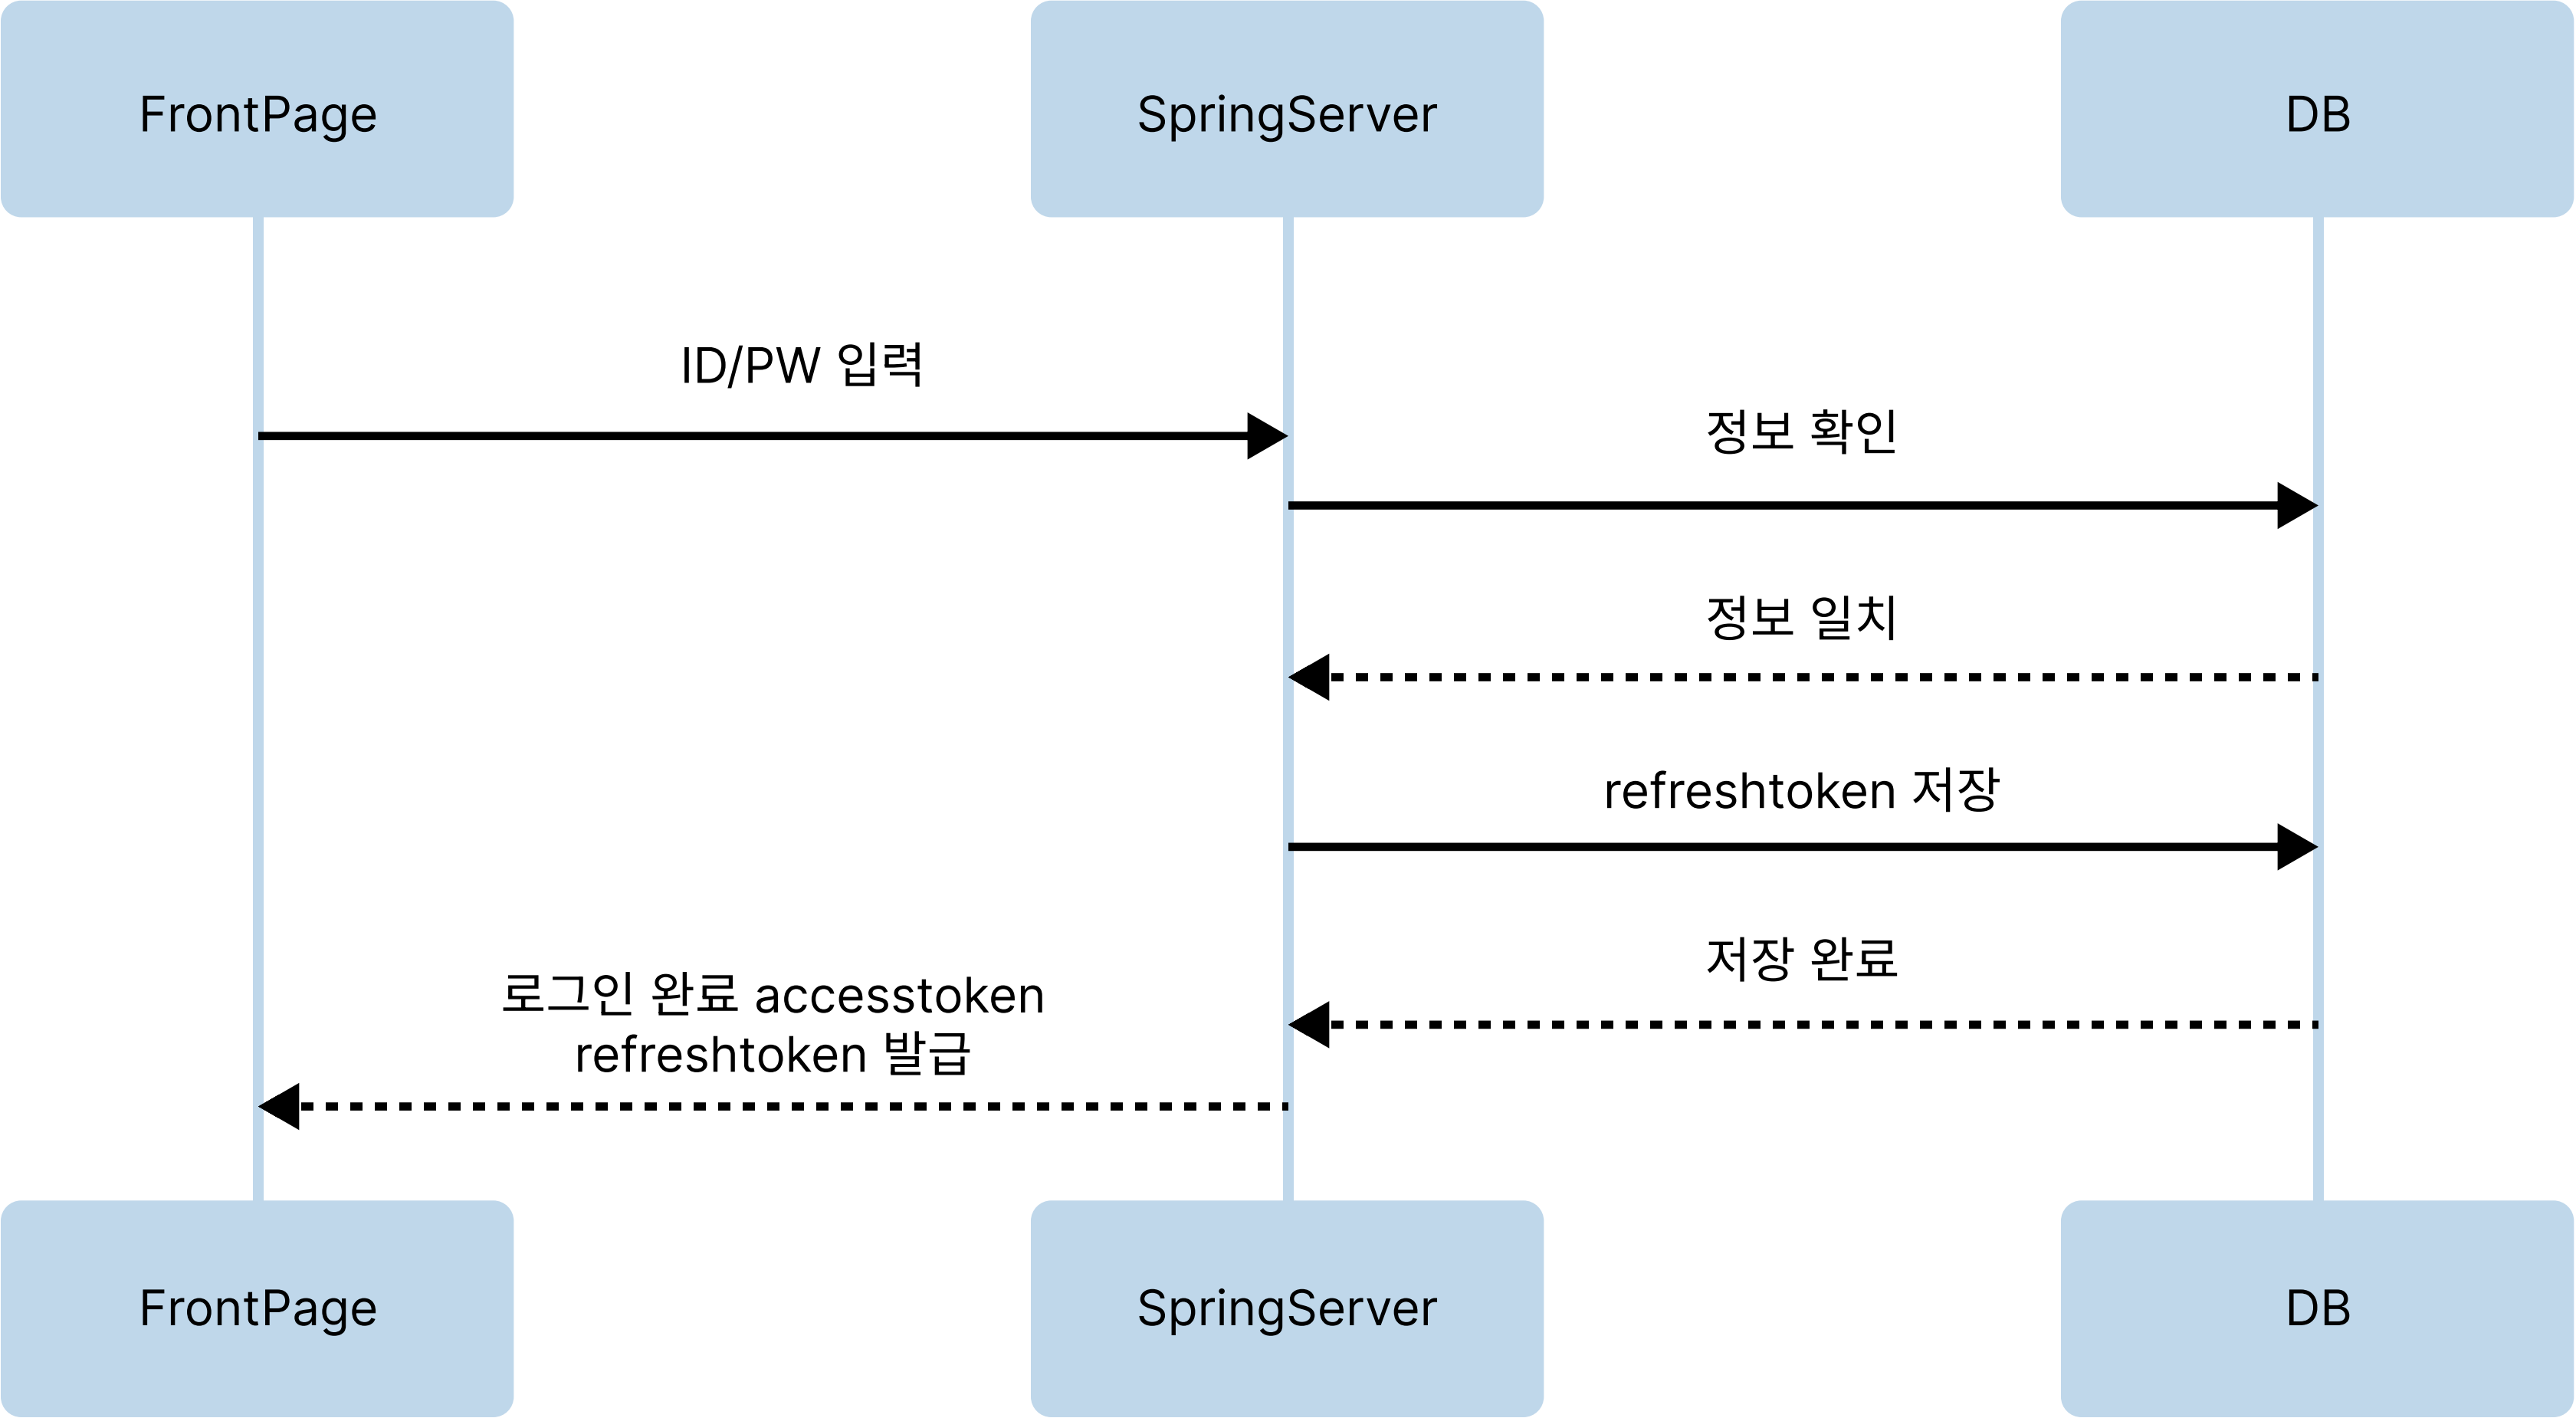 FrontPage
SpringServer
DB
ID/PW 입력
정보 확인
정보 일치
refreshtoken 저장
저장 완료
로그인 완료 accesstoken
refreshtoken 발급
FrontPage
SpringServer
DB